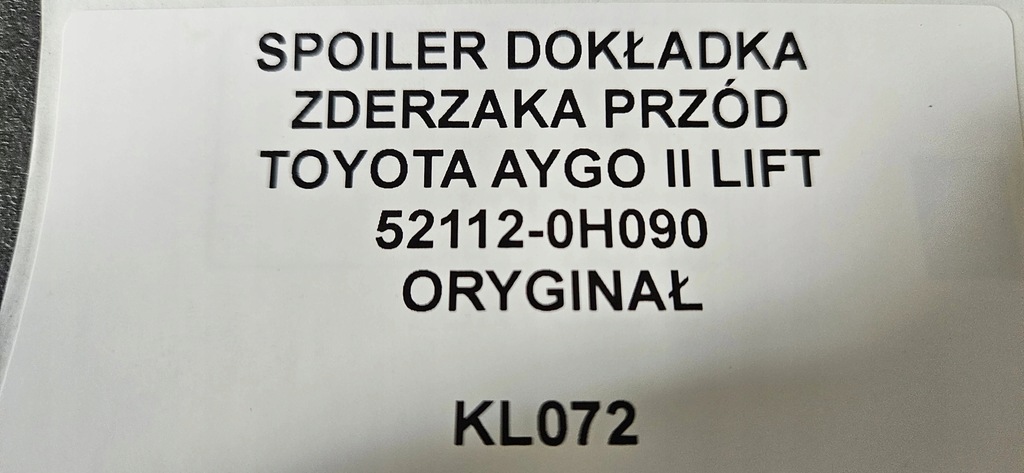 SPOILER DOKŁADKA
ZDERZAKA PRZÓD
TOYOTA AYGO II LIFT
52112-0H090
ORYGINAŁ
KL072